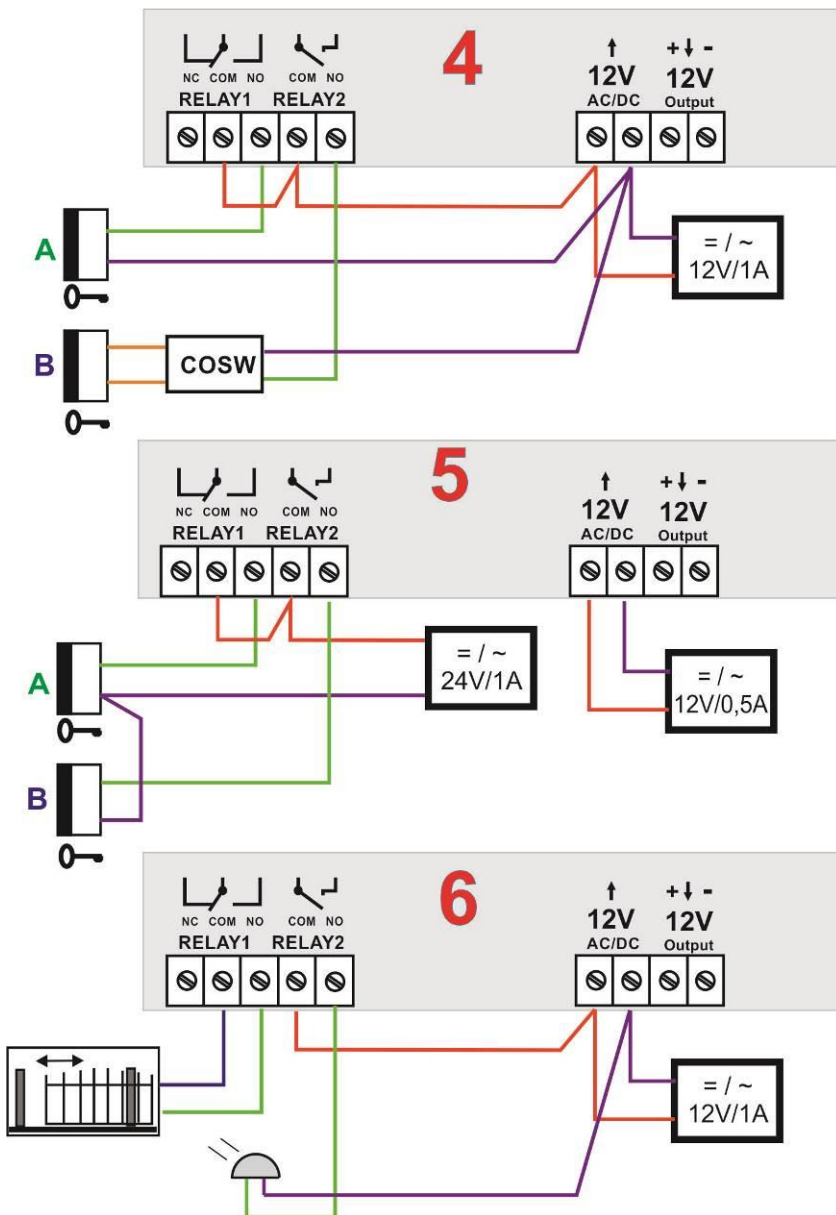 4
NC COM NO COM NO
RELAY1 RELAY2
12V
AC/DC
+ -
12V
Output
A
= / ~
12V/1A
B
COSW
5
NC COM NO COM NO
RELAY1 RELAY2
12V
AC/DC
+ -
12V
Output
A
= / ~
24V/1A
= / ~
12V/0,5A
B
6
NC COM NO COM NO
RELAY1 RELAY2
12V
AC/DC
+ -
12V
Output
= / ~
12V/1A